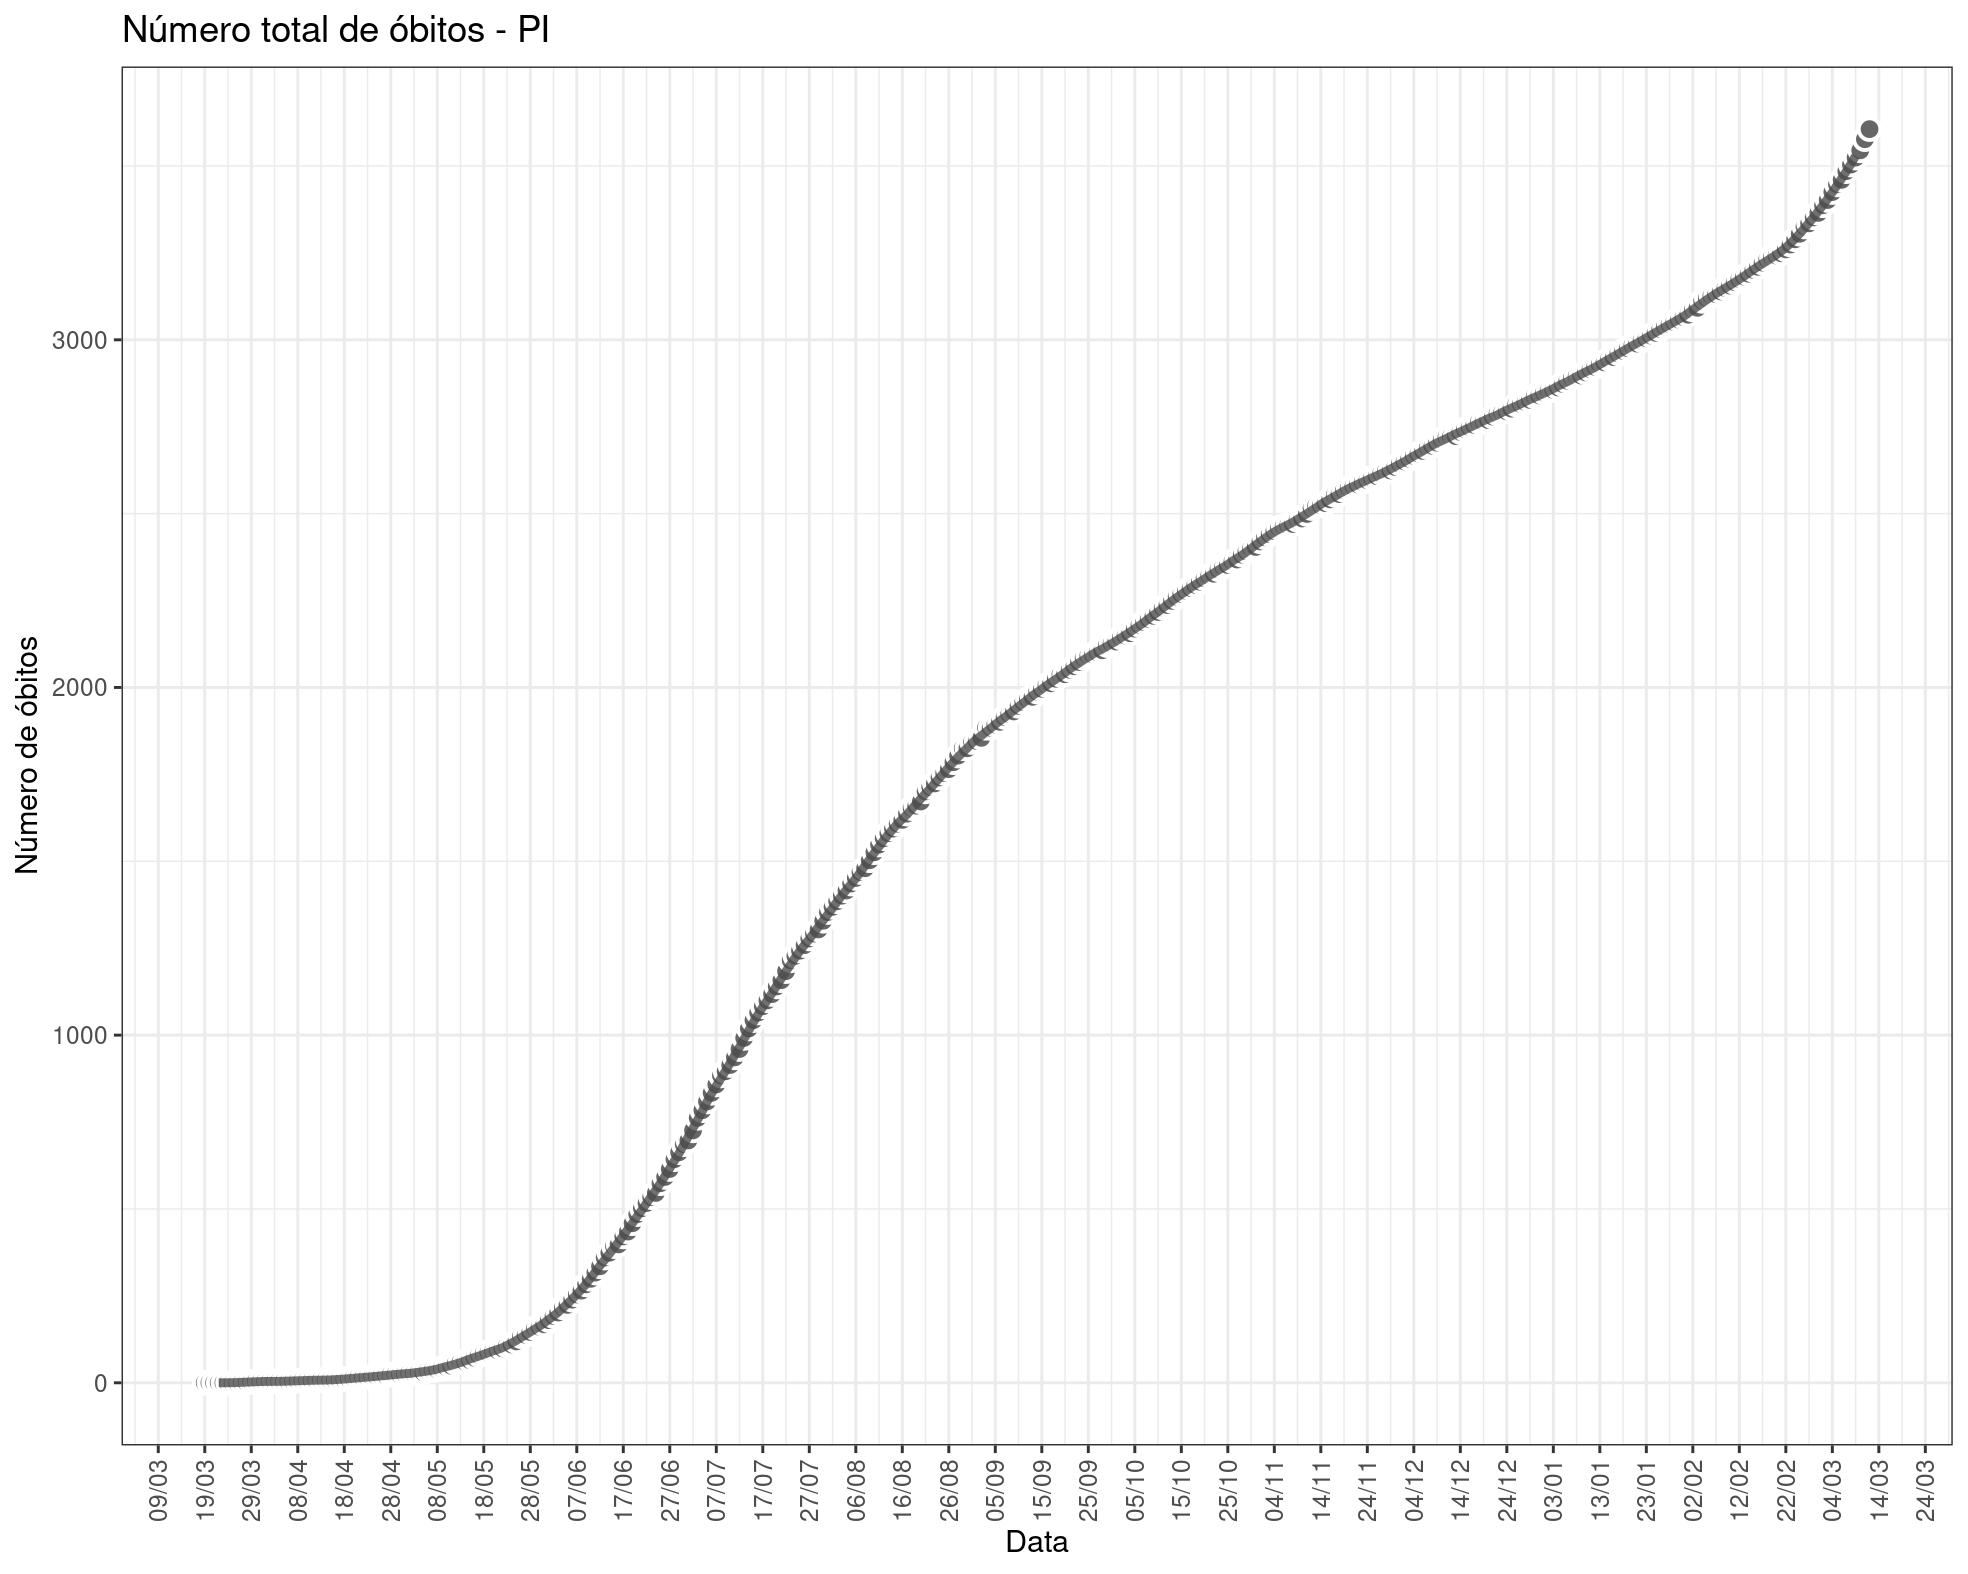 Número total de óbitos - PI
Número de óbitos
3000
2000
1000
0
09/03 19/03 29/03 08/04 18/04 28/04 08/05 18/05 28/05 07/06 17/06 27/06 07/07 17/07 27/07 06/08 16/08 26/08 05/09 15/09 25/09 05/10 15/10 25/10 04/11 14/11 24/11 04/12 14/12 24/12 03/01 13/01 23/01 02/02 12/02 22/02 04/03 14/03 24/03
Data